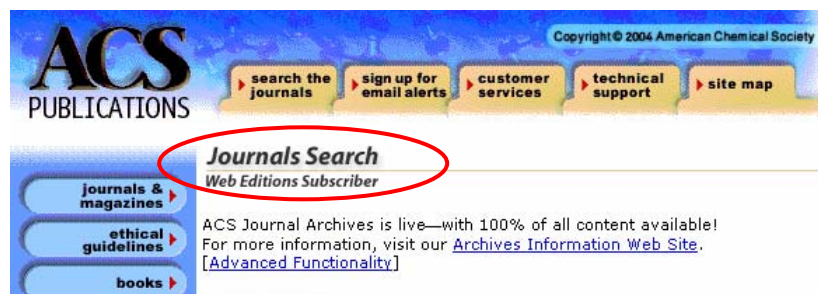 Copyright © 2004 American Chemical Society
ACS
PUBLICATIONS
search the
journals
sign up for
email alerts
customer
services
technical
support
site map
Journals Search
Web Editions Subscriber
journals &
magazines
ethical
guidelines
books
ACS Journal Archives is live—with 100% of all content available!
For more information, visit our Archives Information Web Site.
[Advanced Functionality]